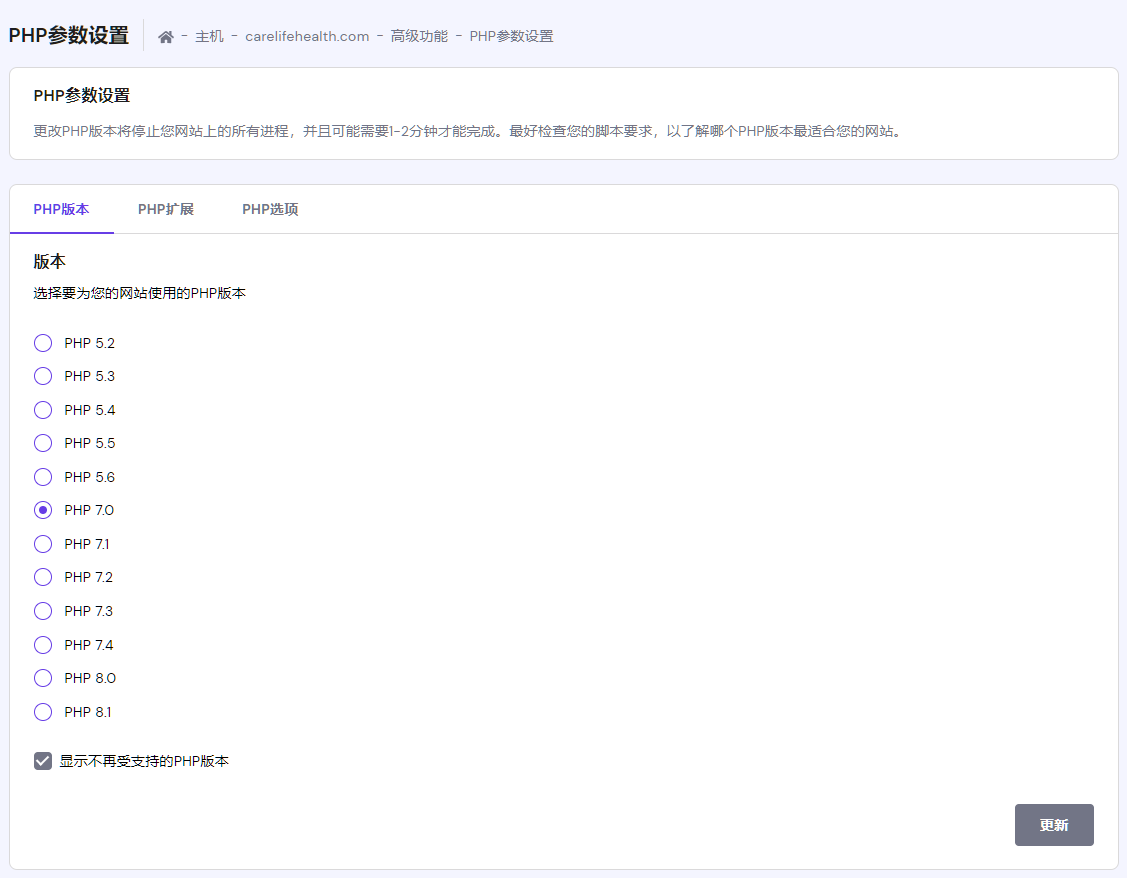 PHP参数设置 - 主机 - carelifehealth.com - 高级功能 - PHP参数设置
PHP参数设置
更改PHP版本将停止您网站上的所有进程，并且可能需要1-2分钟才能完成。最好检查您的脚本要求，以了解哪个PHP版本最适合您的网站。
PHP版本 PHP扩展 PHP选项
版本
选择要为您的网站使用的PHP版本
PHP 5.2
PHP 5.3
PHP 5.4
PHP 5.5
PHP 5.6
PHP 7.0
PHP 7.1
PHP 7.2
PHP 7.3
PHP 7.4
PHP 8.0
PHP 8.1
显示不再受支持的PHP版本
更新